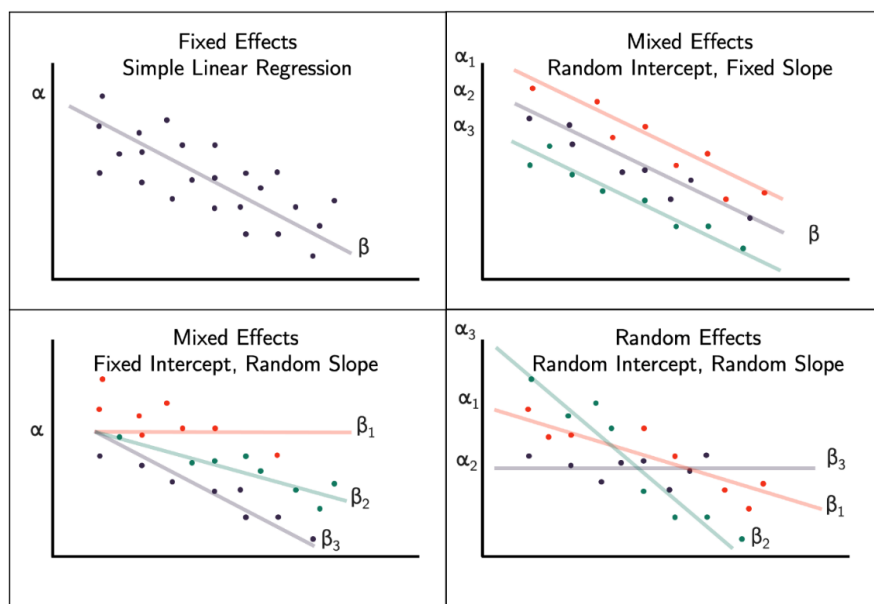 Fixed Effects
Simple Linear Regression
α
β
Mixed Effects
Random Intercept, Fixed Slope
α₁
α₂
α₃
β
Mixed Effects
Fixed Intercept, Random Slope
α
β₁
β₂
β₃
Random Effects
Random Intercept, Random Slope
α₃
α₁
α₂
β₃
β₁
β₂